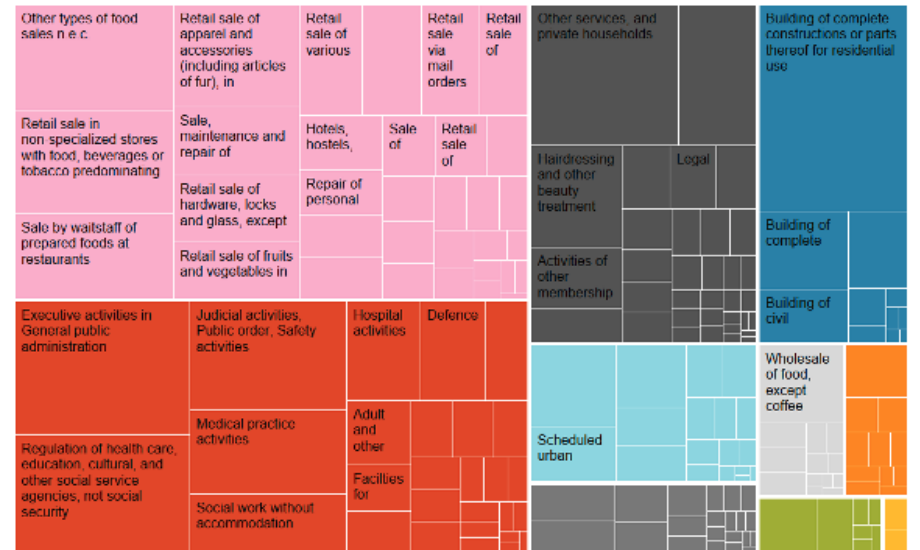 Other types of food
sales n e c
Retail sale in
non-specialized stores
with food, beverages or
tobacco predominating
Sale by waitstaff of
prepared foods at
restaurants
Retail sale of
apparel and
accessories
(including articles
of fur), in
Sale,
maintenance and
repair of
Retail sale of
hardware, locks
and glass, except
Retail sale of fruits
and vegetables in
Retail
sale of
various
Retail
sale
via
mail
orders
Retail
sale
of
Hotels,
hostels,
Sale
of
Retail
sale
of
Repair of
personal
Other services, and
private households
Hairdressing
and other
beauty
treatment
Legal
Activities of
other
membership
Building of complete
constructions or parts
thereof for residential
use
Building of
complete
Building of
civil
Executive activities in
General public
administration
Regulation of health care,
education, cultural, and
other social service
agencies, not social
security
Judicial activities,
Public order, Safety
activities
Medical practice
activities
Social work without
accommodation
Hospital
activities
Defence
Adult
and
other
Facilties
for
Scheduled
urban
Wholesale
of food,
except
coffee